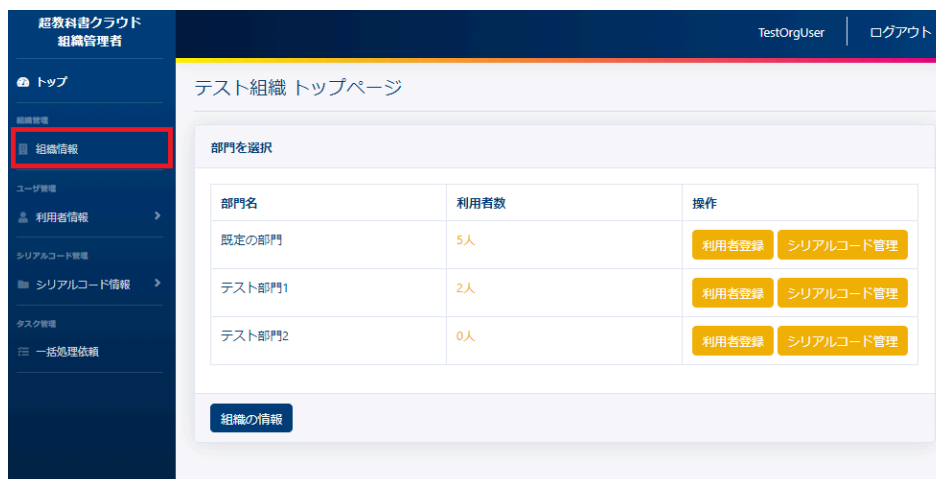 超教科書クラウド
組織管理者
TestOrgUser
ログアウト
トップ
組織管理
組織情報
ユーザ管理
利用者情報
シリアルコード管理
シリアルコード情報
タスク管理
一括処理依頼
テスト組織 トップページ
部門を選択
部門名 利用者数 操作
既定の部門 5人 利用者登録 シリアルコード管理
テスト部門1 2人 利用者登録 シリアルコード管理
テスト部門2 0人 利用者登録 シリアルコード管理
組織の情報